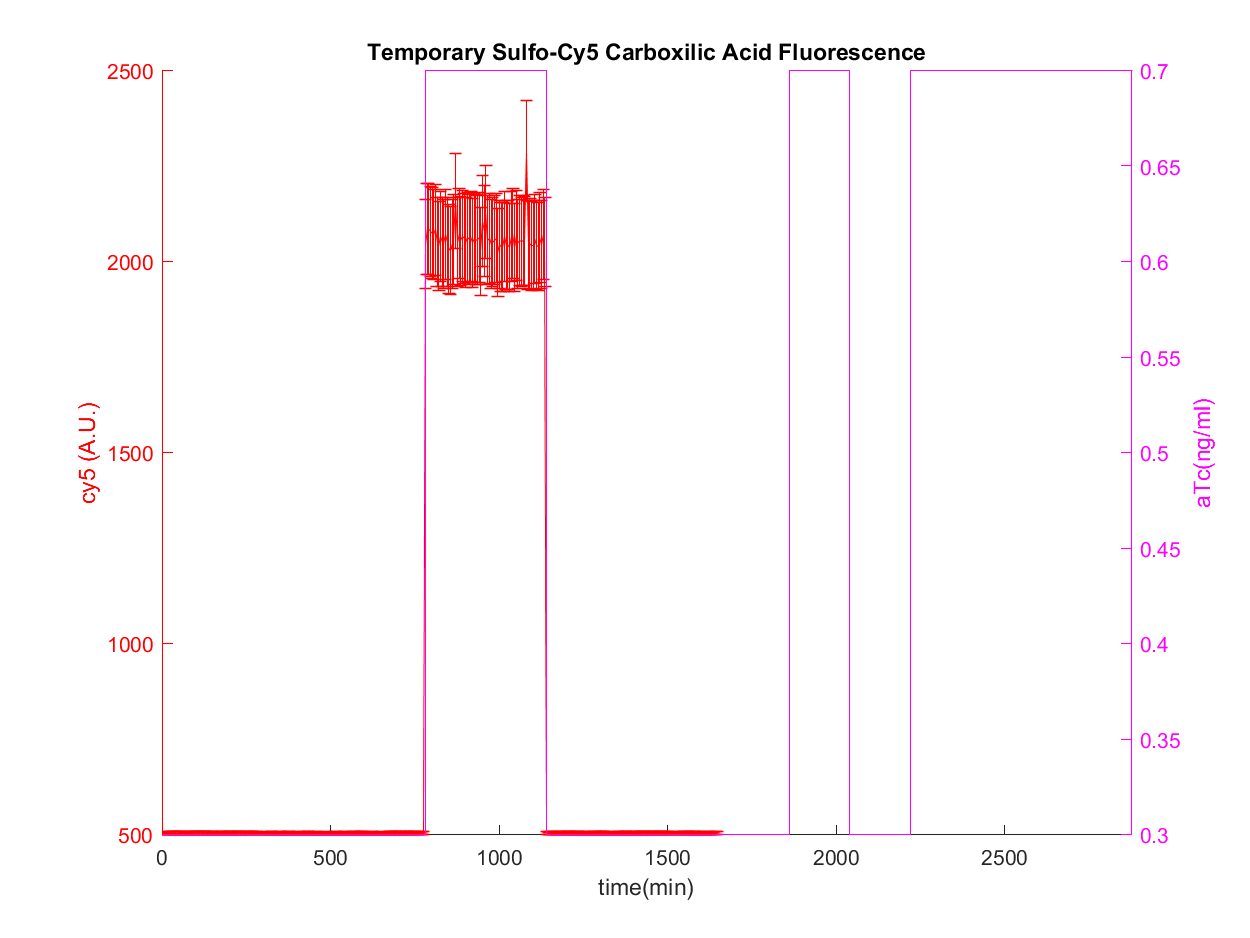 Temporary Sulfo-Cy5 Carboxilic Acid Fluorescence
2500
2000
1500
1000
500
cy5 (A.U.)
0.7
0.65
0.6
0.55
0.5
0.45
0.4
0.35
0.3
aTc(ng/ml)
0 500 1000 1500 2000 2500
time(min)